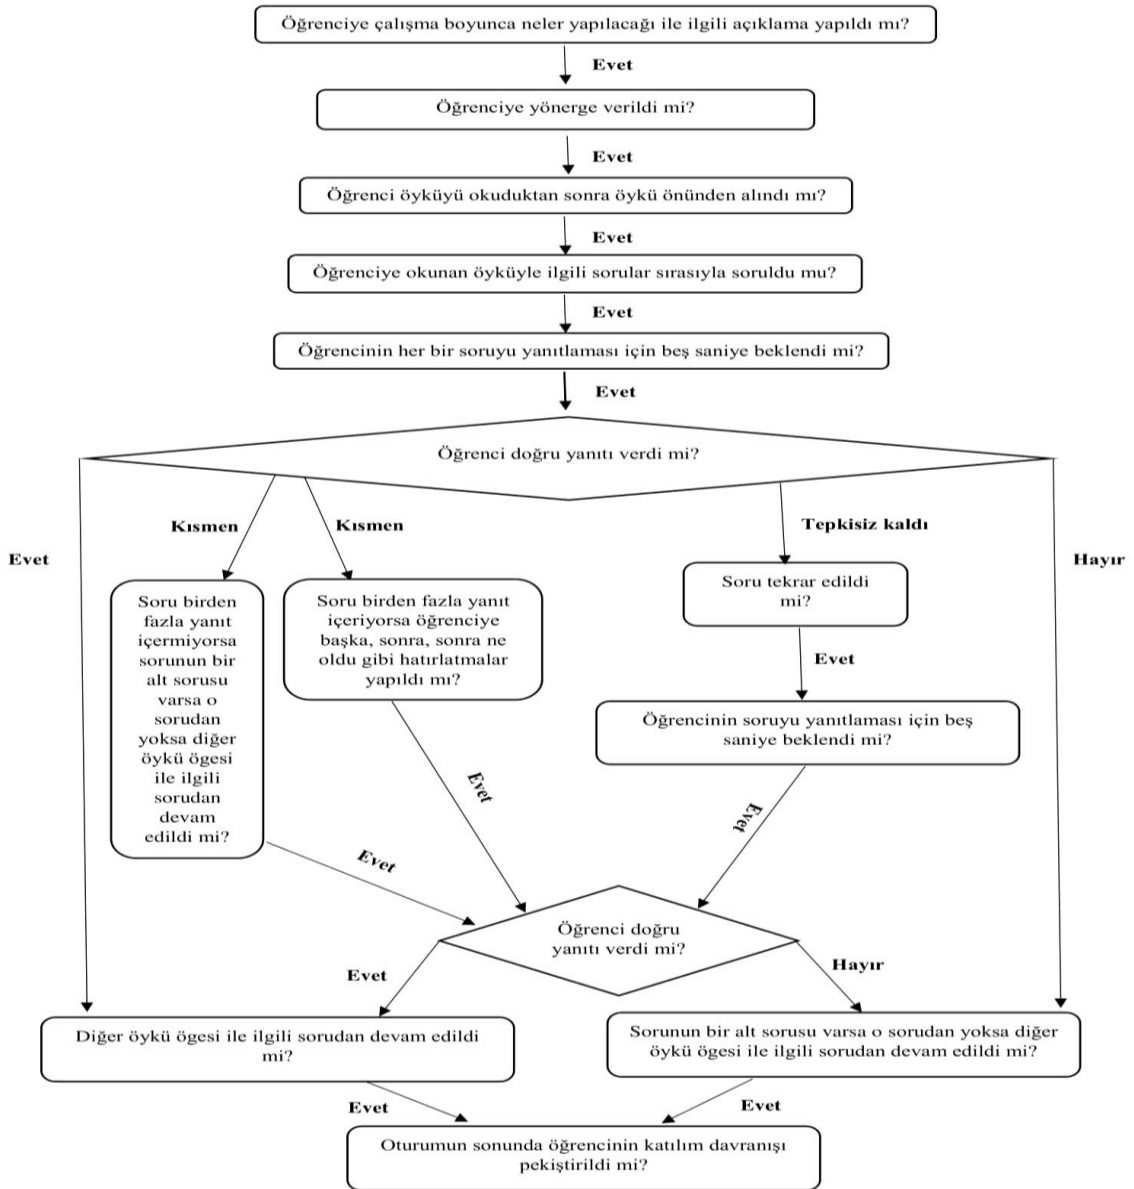 Öğrenciye çalışma boyunca neler yapılacağı ile ilgili açıklama yapıldı mı?
Evet
Öğrenciye yönerge verildi mi?
Evet
Öğrenci öyküyü okuduktan sonra öykü önünden alındı mı?
Evet
Öğrenciye okunan öyküyle ilgili sorular sırasıyla soruldu mu?
Evet
Öğrencinin her bir soruyu yanıtlaması için beş saniye beklendi mi?
Evet
Öğrenci doğru yanıtı verdi mi?
Evet
Kısmen
Kısmen
Tepkisiz kaldı
Hayır
Soru birden
fazla yanıt
içermiyorsa
sorunun bir
alt sorusu
varsa o
sorudan
yoksa diğer
öykü ögesi
ile ilgili
sorudan
devam
edildi mi?
Soru birden fazla yanıt
içeriyorsa öğrenciye
başka, sonra, sonra ne
oldu gibi hatırlatmalar
yapıldı mı?
Soru tekrar edildi
mi?
Evet
Öğrencinin soruyu yanıtlaması için beş
saniye beklendi mi?
Evet
Evet
Evet
Öğrenci doğru
yanıtı verdi mi?
Evet
Hayır
Diğer öykü ögesi ile ilgili sorudan devam edildi
mi?
Sorunun bir alt sorusu varsa o sorudan yoksa diğer
öykü ögesi ile ilgili sorudan devam edildi mi?
Evet
Evet
Oturumun sonunda öğrencinin katılım davranışı
pekiştirildi mi?